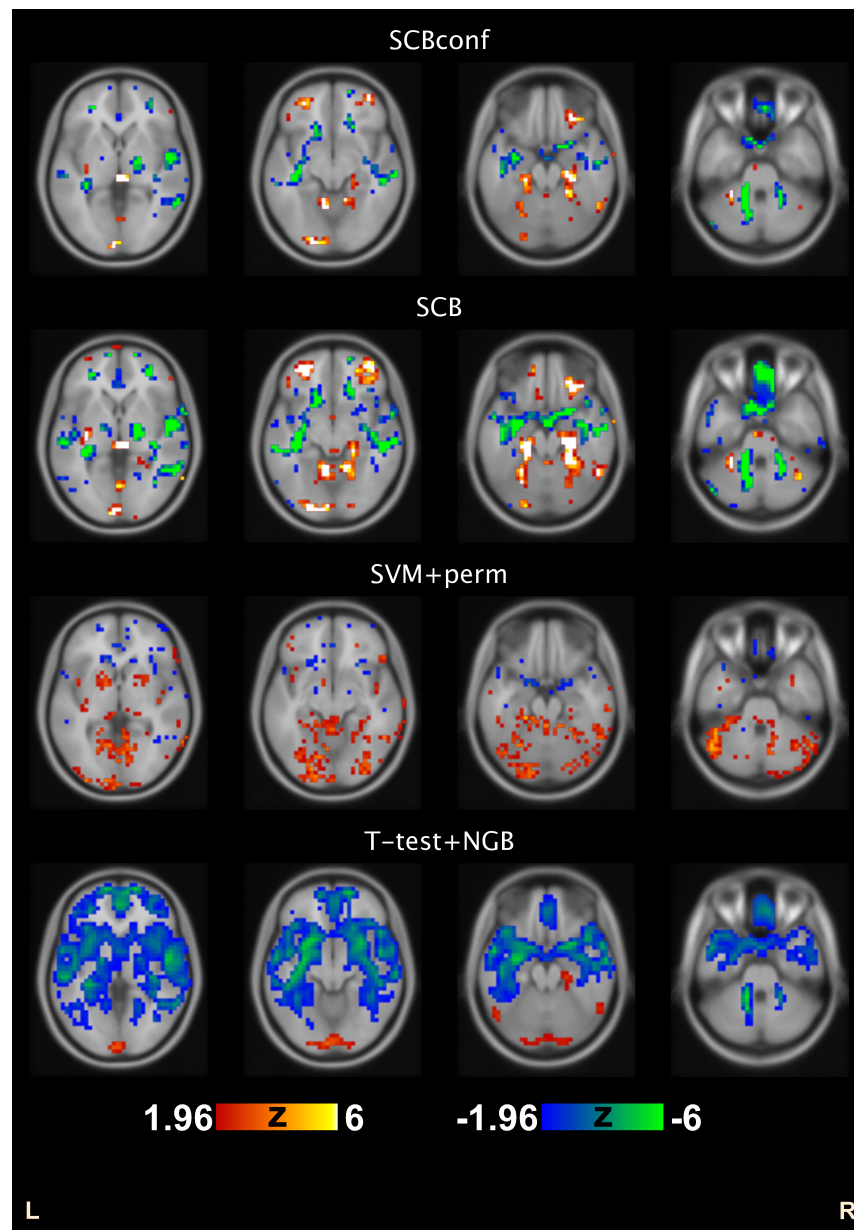 SCBconf
SCB
SVM+perm
T-test+NGB
1.96 z 6 -1.96 z -6
L R